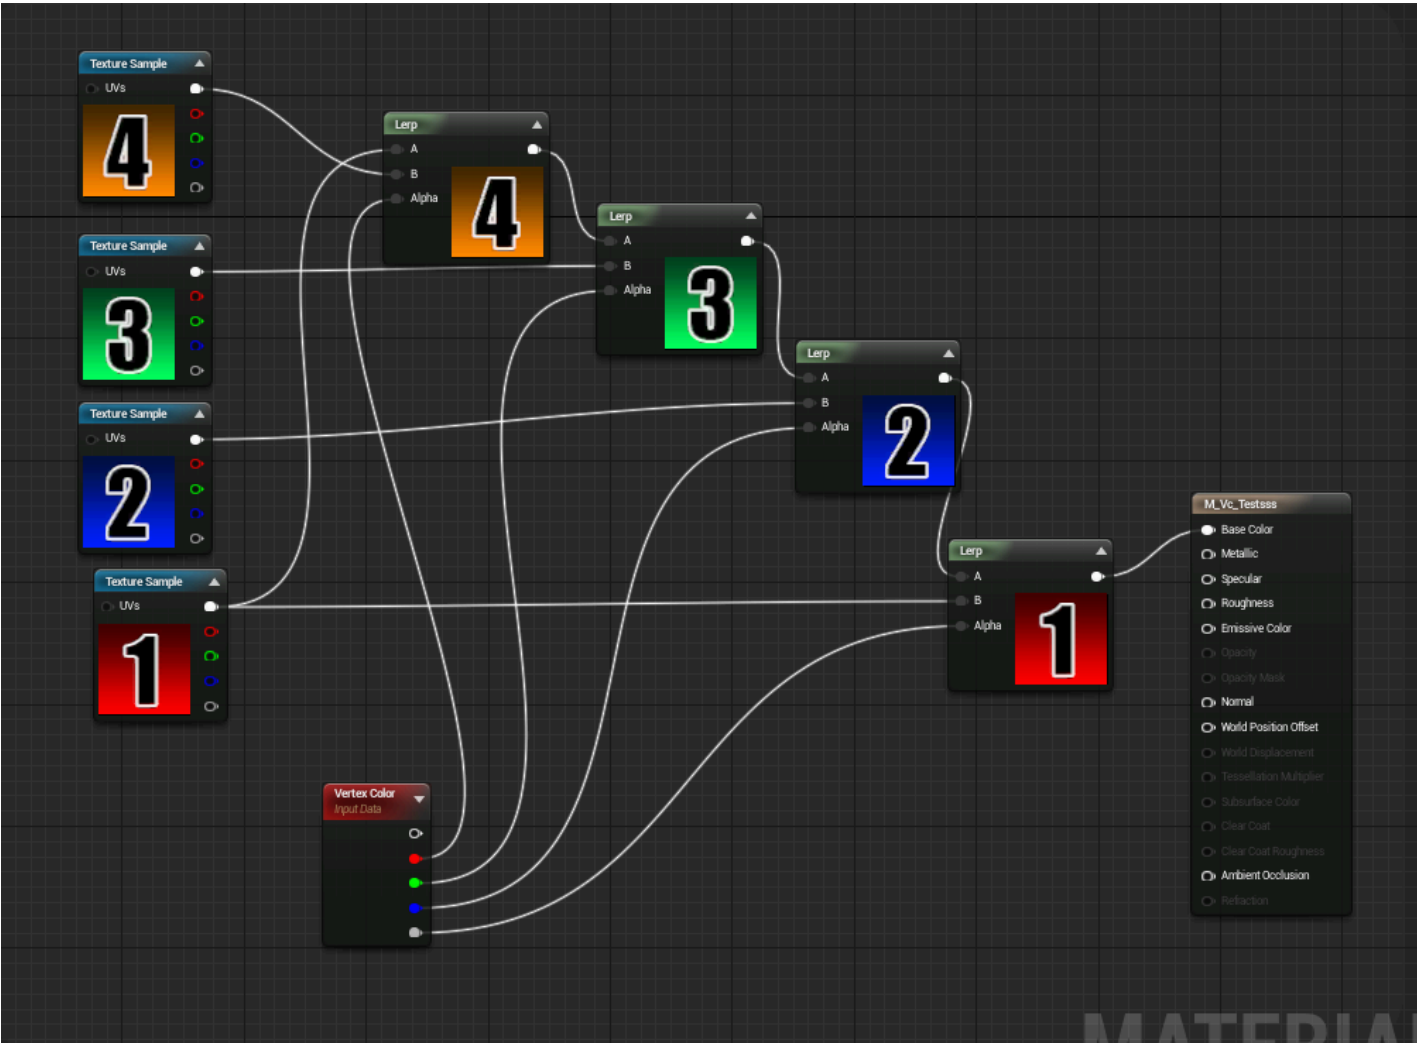 Texture Sample
UVs
4
Texture Sample
UVs
3
Texture Sample
UVs
2
Texture Sample
UVs
1
Lerp
A
B
Alpha
4
Lerp
A
B
Alpha
3
Lerp
A
B
Alpha
2
Lerp
A
B
Alpha
1
Vertex Color
Input Data
M_Vc_Testsss
Base Color
Metallic
Specular
Roughness
Emissive Color
Opacity
Opacity Mask
Normal
World Position Offset
World Displacement
Tessellation Multiplier
Subsurface Color
Clear Coat
Clear Coat Roughness
Ambient Occlusion
Refraction
MATERIA